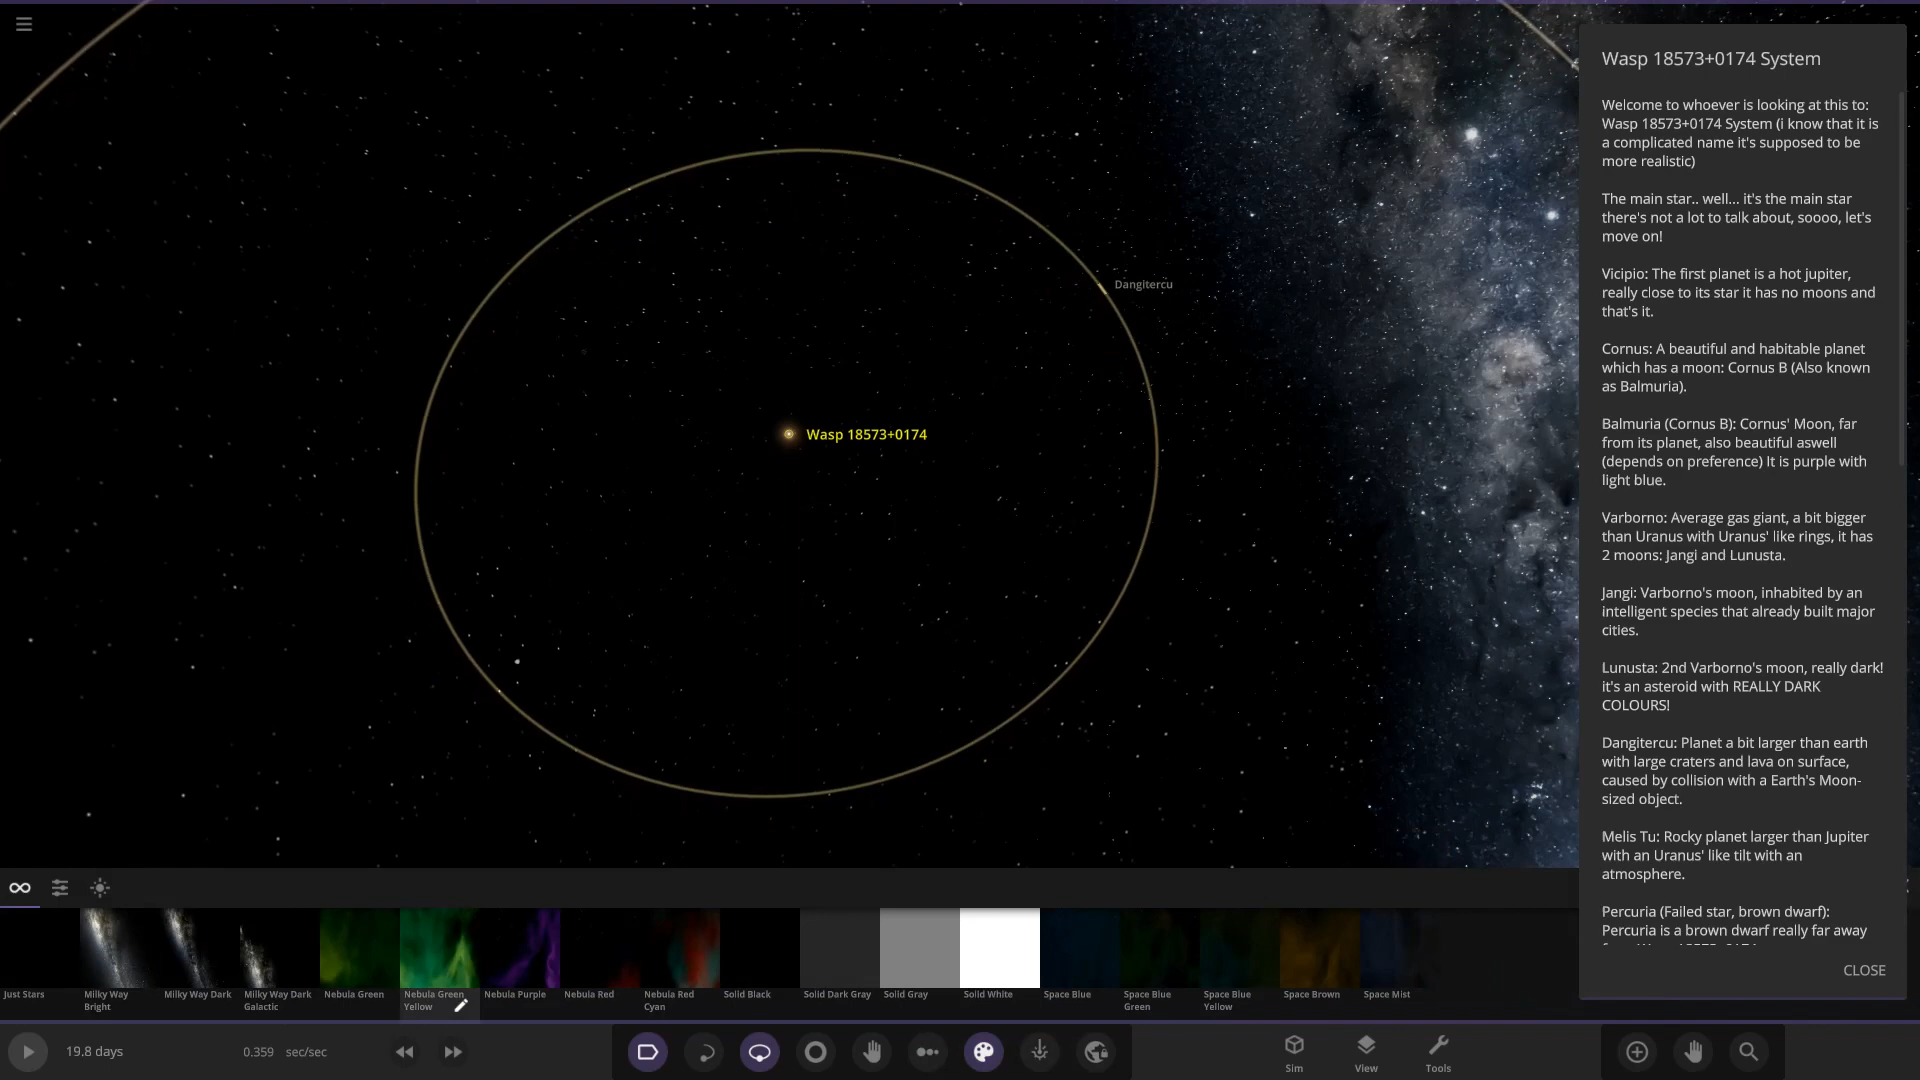 Wasp 18573+0174 System
Welcome to whoever is looking at this to:
Wasp 18573+0174 System (i know that it is
a complicated name it's supposed to be
more realistic)
The main star.. well... it's the main star
there's not a lot to talk about, soooo, let's
move on!
Vicipio: The first planet is a hot jupiter,
really close to its star it has no moons and
that's it.
Cornus: A beautiful and habitable planet
which has a moon: Cornus B (Also known
as Balmuria).
Balmuria (Cornus B): Cornus' Moon, far
from its planet, also beautiful aswell
(depends on preference) It is purple with
light blue.
Varborno: Average gas giant, a bit bigger
than Uranus with Uranus' like rings, it has
2 moons: Jangi and Lunusta.
Jangi: Varborno's moon, inhabited by an
intelligent species that already built major
cities.
Lunusta: 2nd Varborno's moon, really dark!
it's an asteroid with REALLY DARK
COLOURS!
Dangitercu: Planet a bit larger than earth
with large craters and lava on surface,
caused by collision with a Earth's Moon-
sized object.
Melis Tu: Rocky planet larger than Jupiter
with an Uranus' like tilt with an
atmosphere.
Percuria (Failed star, brown dwarf):
Percuria is a brown dwarf really far away
CLOSE
Dangitercu
Wasp 18573+0174
Just Stars
Milky Way
Bright
Milky Way Dark
Milky Way Dark
Galactic
Nebula Green
Nebula Green
Yellow
Nebula Purple
Nebula Red
Nebula Red
Cyan
Solid Black
Solid Dark Gray
Solid Gray
Solid White
Space Blue
Space Blue
Green
Space Blue
Yellow
Space Brown
Space Mist
19.8 days
0.359 sec/sec
Sim
View
Tools